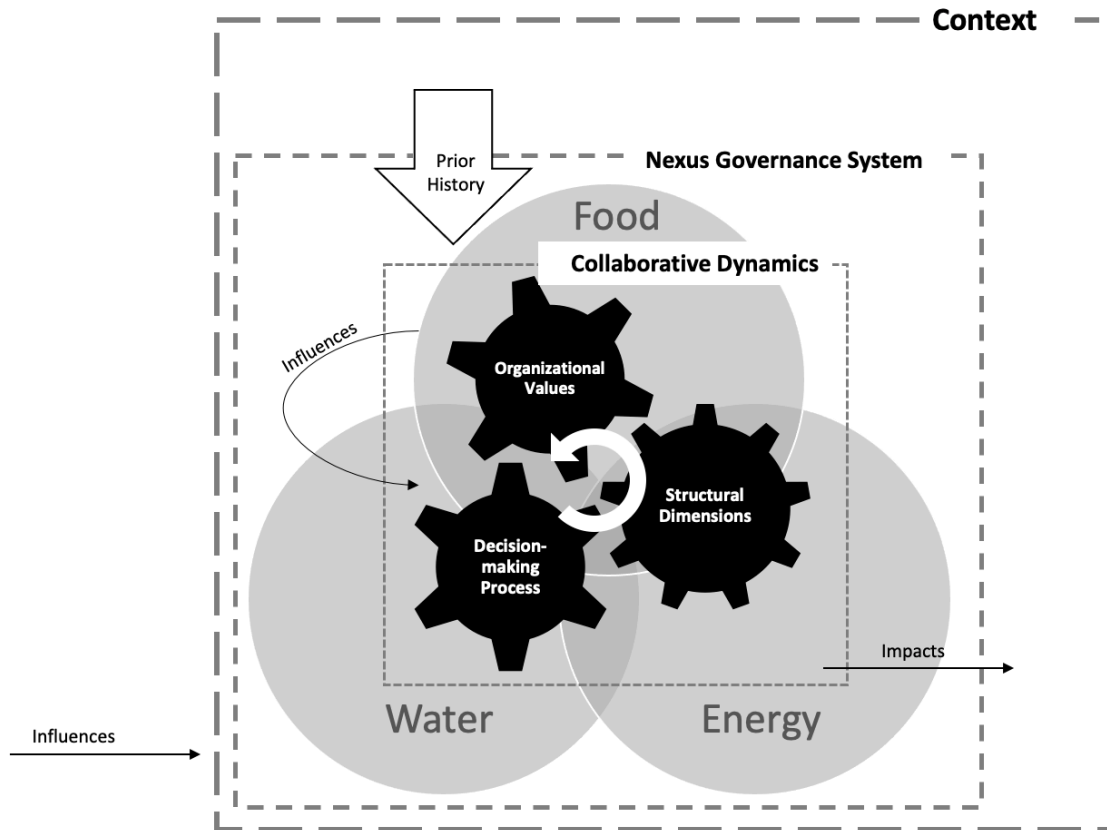 Context
Prior
History
Nexus Governance System
Food
Collaborative Dynamics
Influences
Organizational
Values
Structural
Dimensions
Decision-
making
Process
Impacts
Water
Energy
Influences